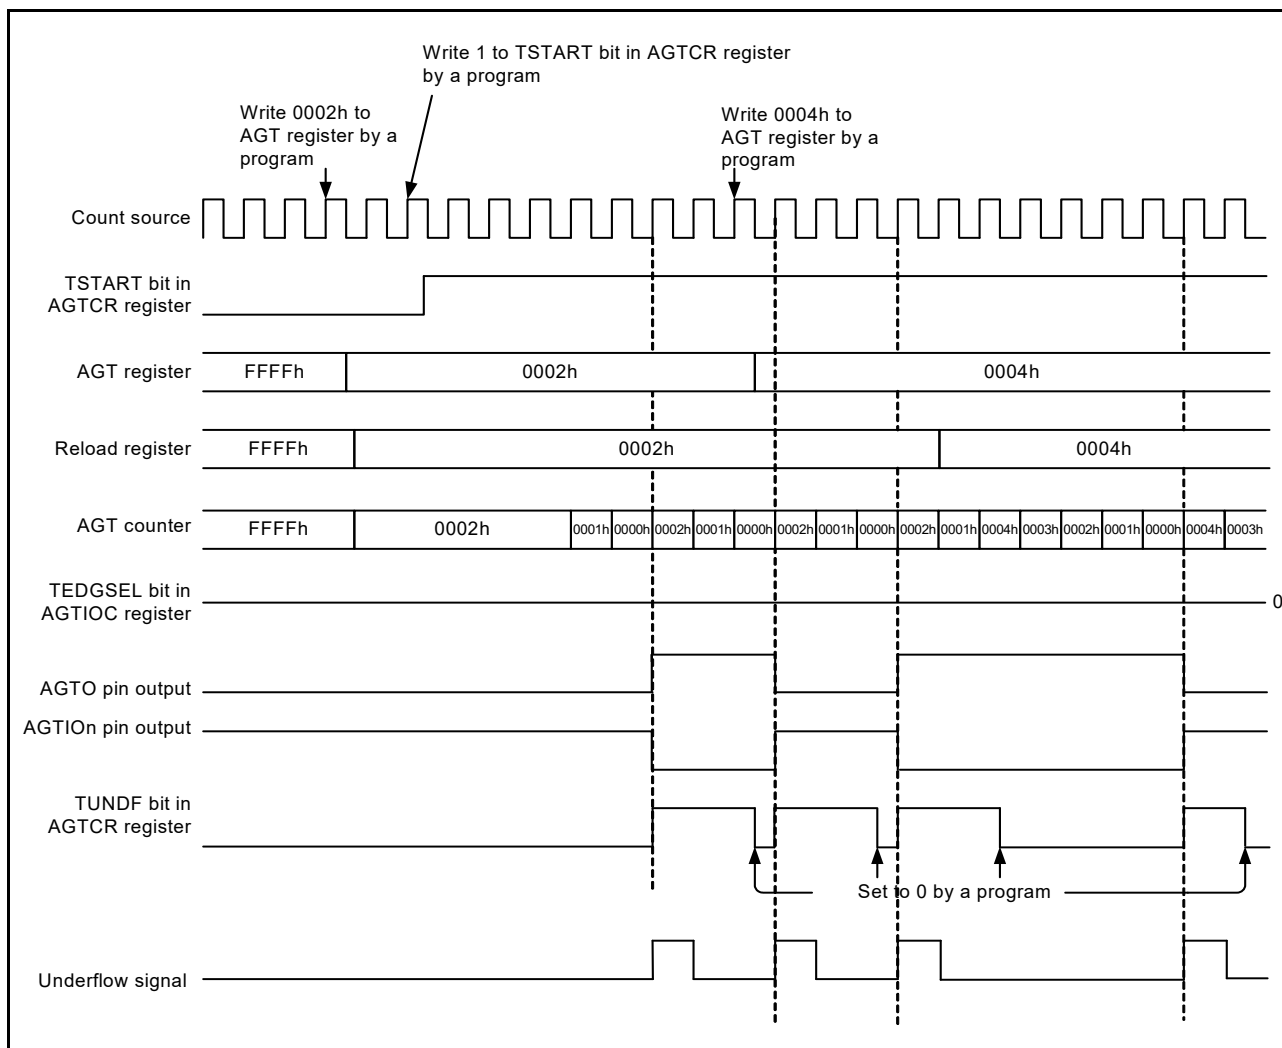 Write 1 to TSTART bit in AGTCR register
by a program
Write 0002h to
AGT register by a
program
Write 0004h to
AGT register by a
program
Count source
TSTART bit in
AGTCR register
AGT register
FFFFh
0002h
0004h
Reload register
FFFFh
0002h
0004h
AGT counter
FFFFh
0002h
0001h
0000h
0002h
0001h
0000h
0002h
0001h
0000h
0002h
0001h
0004h
0003h
0002h
0001h
0000h
0004h
0003h
TEDGSEL bit in
AGTIOC register
0
AGTO pin output
AGTIOn pin output
TUNDF bit in
AGTCR register
Set to 0 by a program
Underflow signal